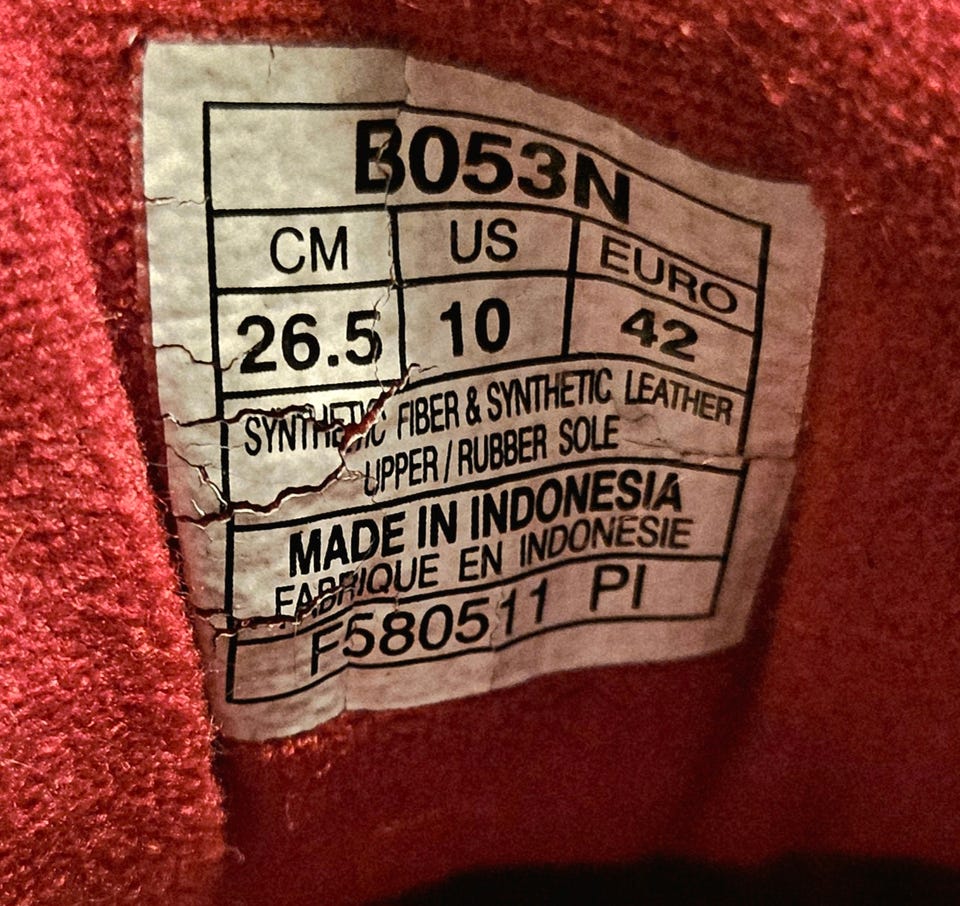 B053N
CM US EURO
26.5 10 42
SYNTHETIC FIBER & SYNTHETIC LEATHER
UPPER / RUBBER SOLE
MADE IN INDONESIA
FABRIQUE EN INDONESIE
F580511 PI